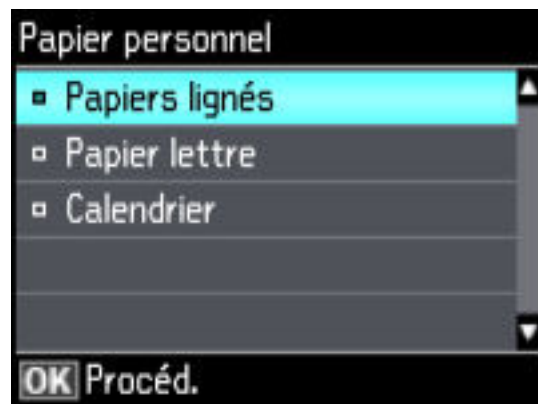 Papier personnel
Papiers lignés
Papier lettre
Calendrier
OK Procéd.